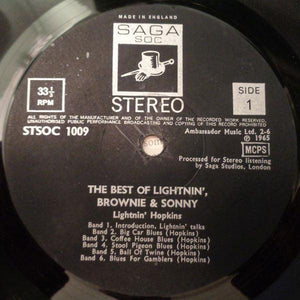 MADE IN ENGLAND
SAGA
SOC
33⅓
RPM
STEREO
SIDE
1
STSOC 1009
ALL RIGHTS OF THE MANUFACTURER AND OF THE OWNER OF THE RECORDED WORK RESERVED.
UNAUTHORISED PUBLIC PERFORMANCE BROADCASTING AND COPYING OF THIS RECORD PROHIBITED.
Ambassador Music Ltd. 2-6
℗ 1965
MCPS
Processed for Stereo listening
by Saga Studios, London
THE BEST OF LIGHTNIN',
BROWNIE & SONNY
Lightnin' Hopkins
Band 1. Introduction, Lightnin' talks
Band 2. Big Car Blues (Hopkins)
Band 3. Coffee House Blues (Hopkins)
Band 4. Stool Pigeon Blues (Hopkins)
Band 5. Ball of Twine (Hopkins)
Band 6. Blues For Gamblers (Hopkins)